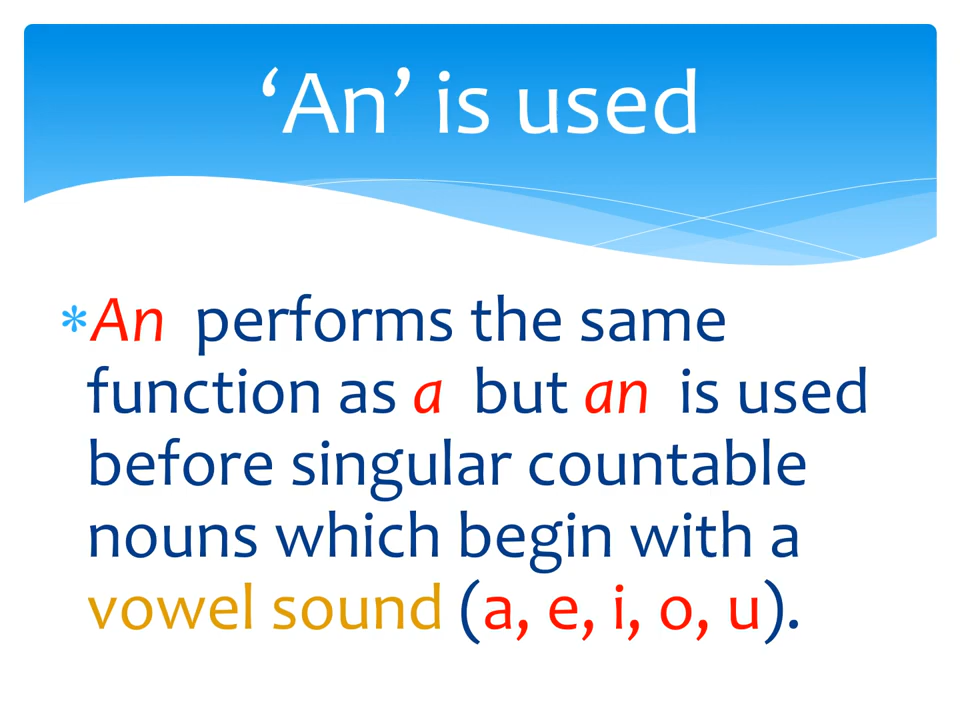 ‘An’ is used
*An performs the same
function as a but an is used
before singular countable
nouns which begin with a
vowel sound (a, e, i, o, u).